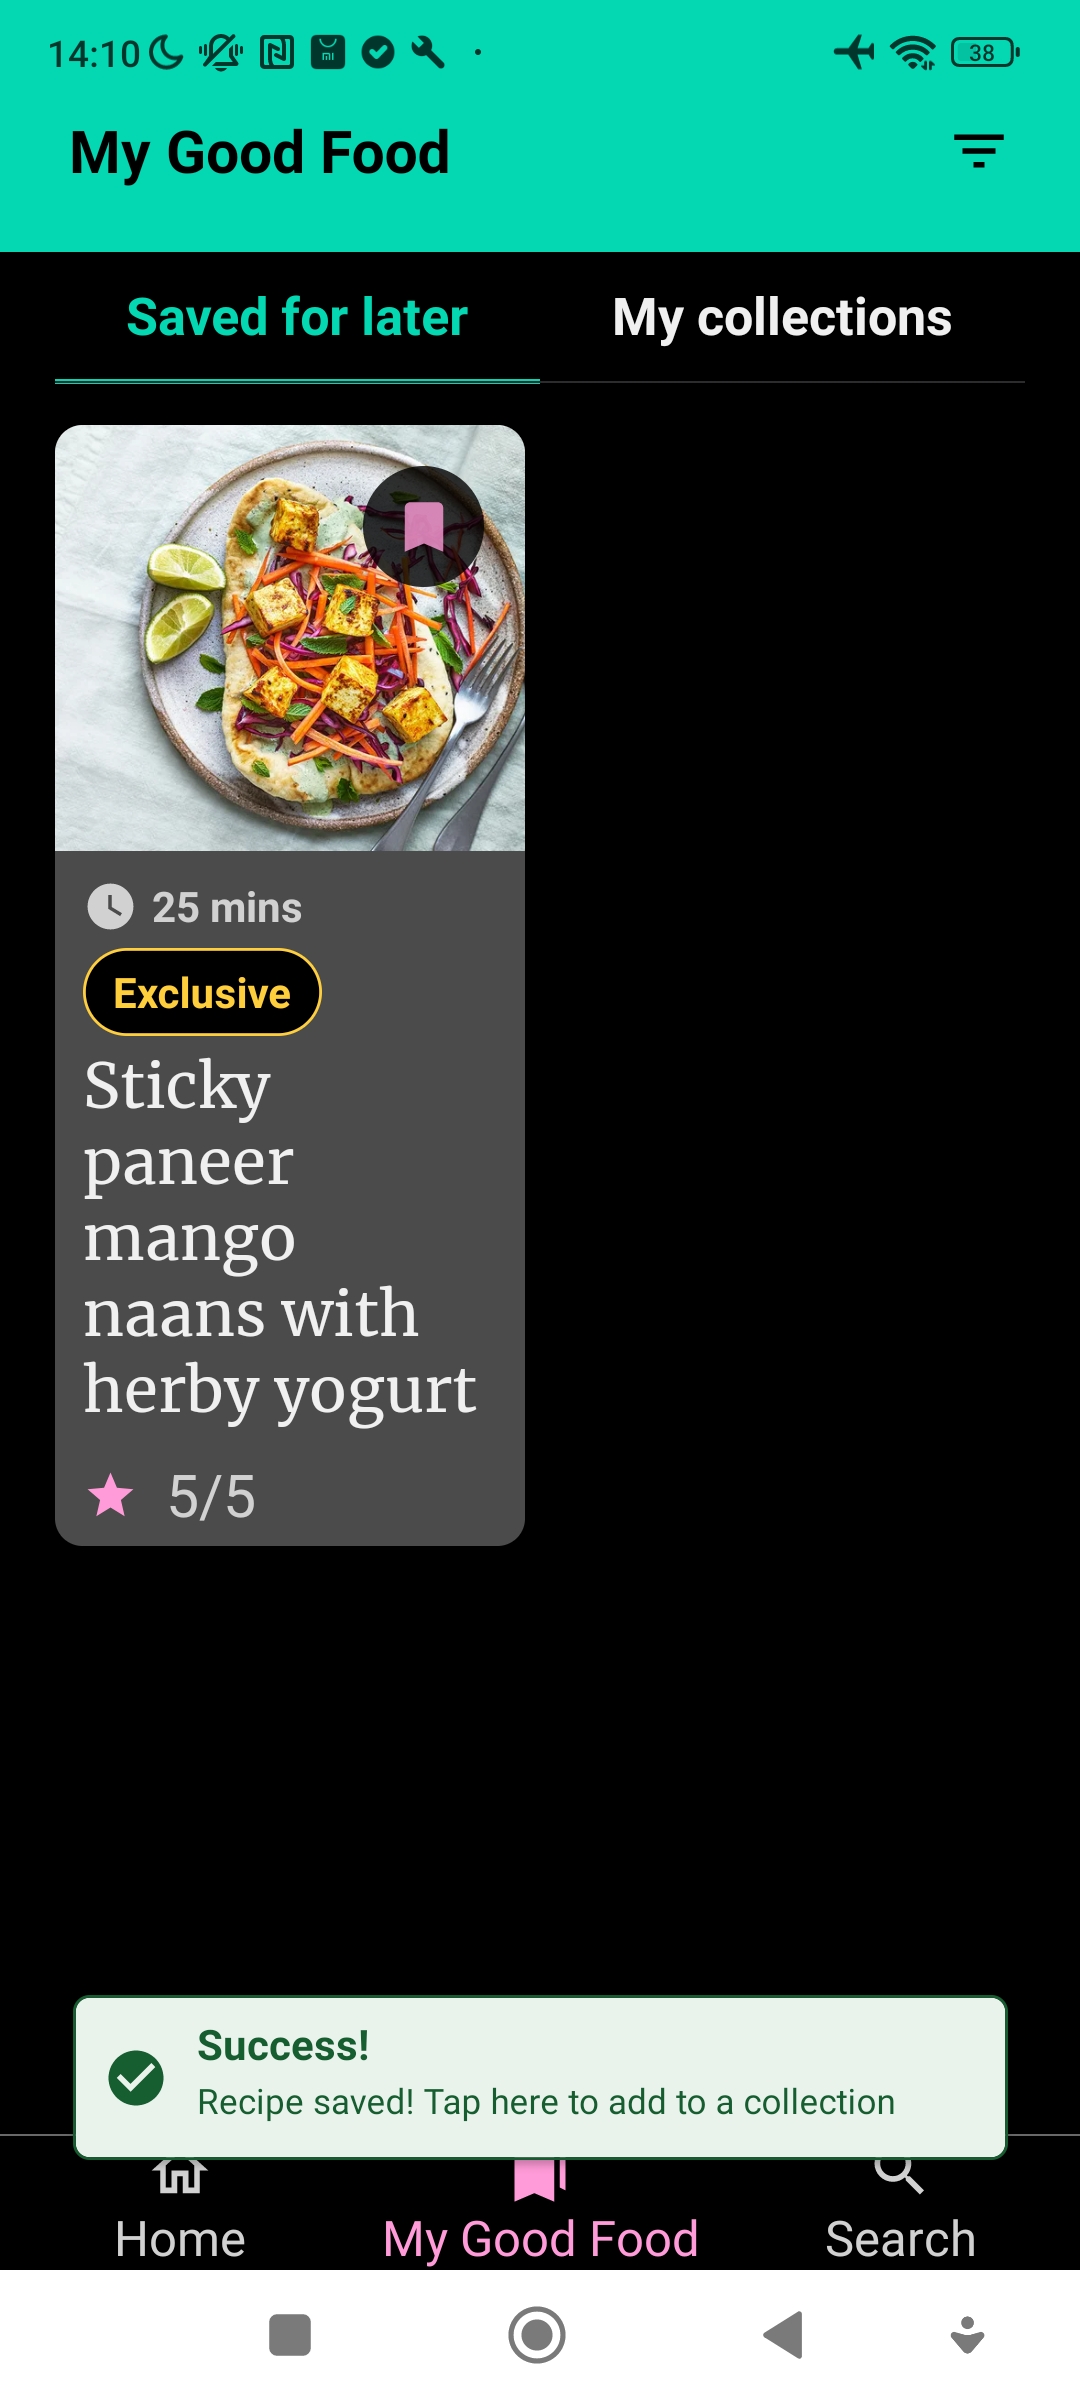 14:10
38
My Good Food
Saved for later
My collections
25 mins
Exclusive
Sticky
paneer
mango
naans with
herby yogurt
5/5
Success!
Recipe saved! Tap here to add to a collection
Home
My Good Food
Search